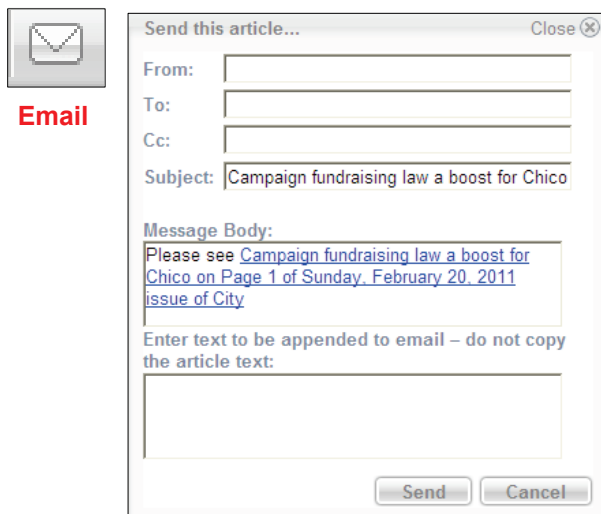 Email
Send this article...
Close
From:
To:
Cc:
Subject: Campaign fundraising law a boost for Chico
Message Body:
Please see Campaign fundraising law a boost for
Chico on Page 1 of Sunday, February 20, 2011
issue of City
Enter text to be appended to email – do not copy
the article text:
Send
Cancel